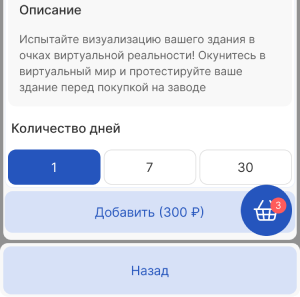 Описание
Испытайте визуализацию вашего здания в
очках виртуальной реальности! Окунитесь в
виртуальный мир и протестируйте ваше
здание перед покупкой на заводе
Количество дней
1 7 30
Добавить (300 ₽)
3
Назад